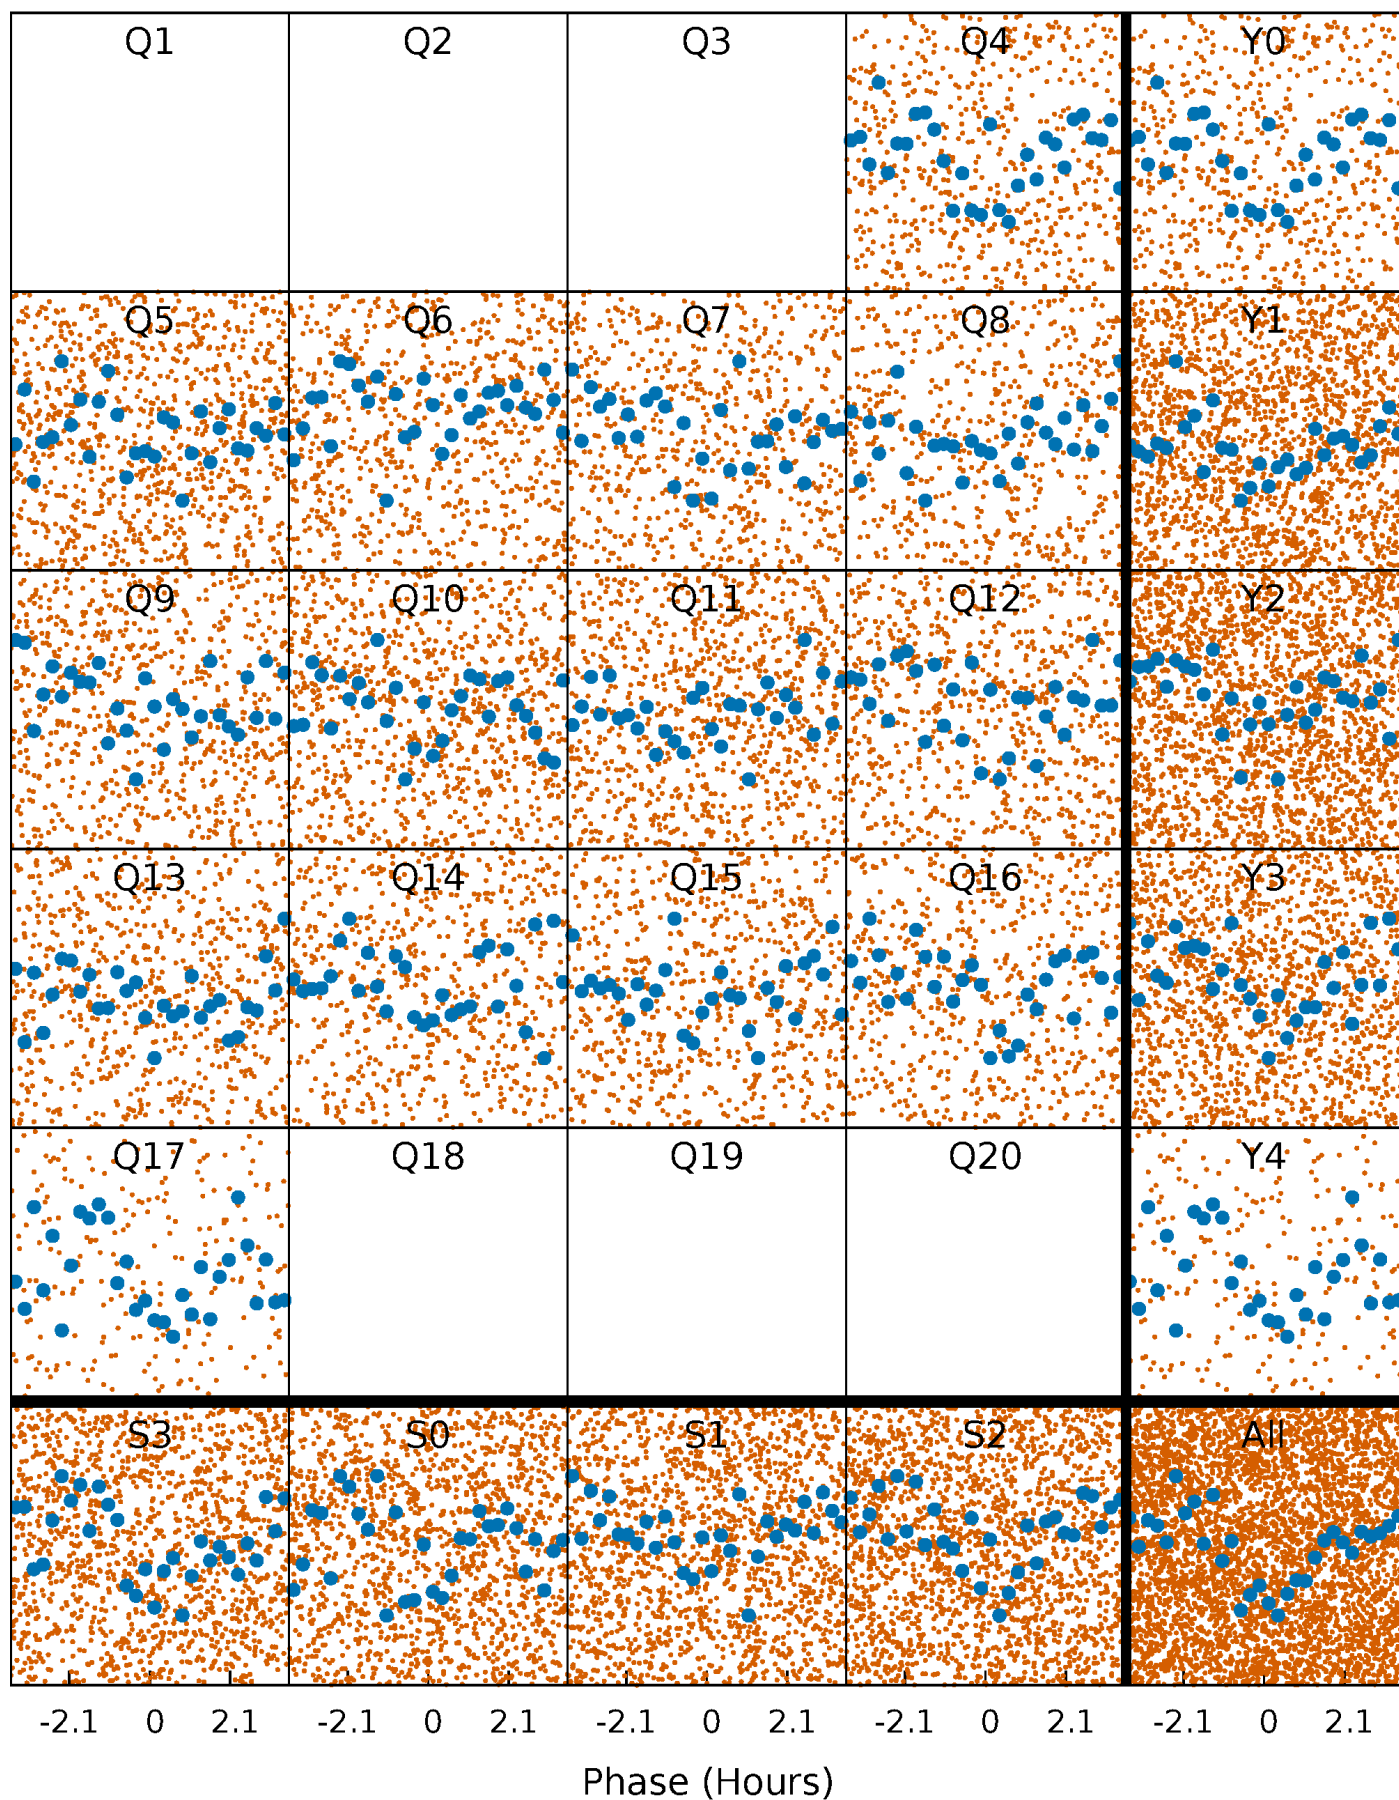 Q1 Q2 Q3 Q4 Y0
Q5 Q6 Q7 Q8 Y1
Q9 Q10 Q11 Q12 Y2
Q13 Q14 Q15 Q16 Y3
Q17 Q18 Q19 Q20 Y4
S3 S0 S1 S2 All
-2.1 0 2.1 -2.1 0 2.1 -2.1 0 2.1 -2.1 0 2.1 -2.1 0 2.1
Phase (Hours)